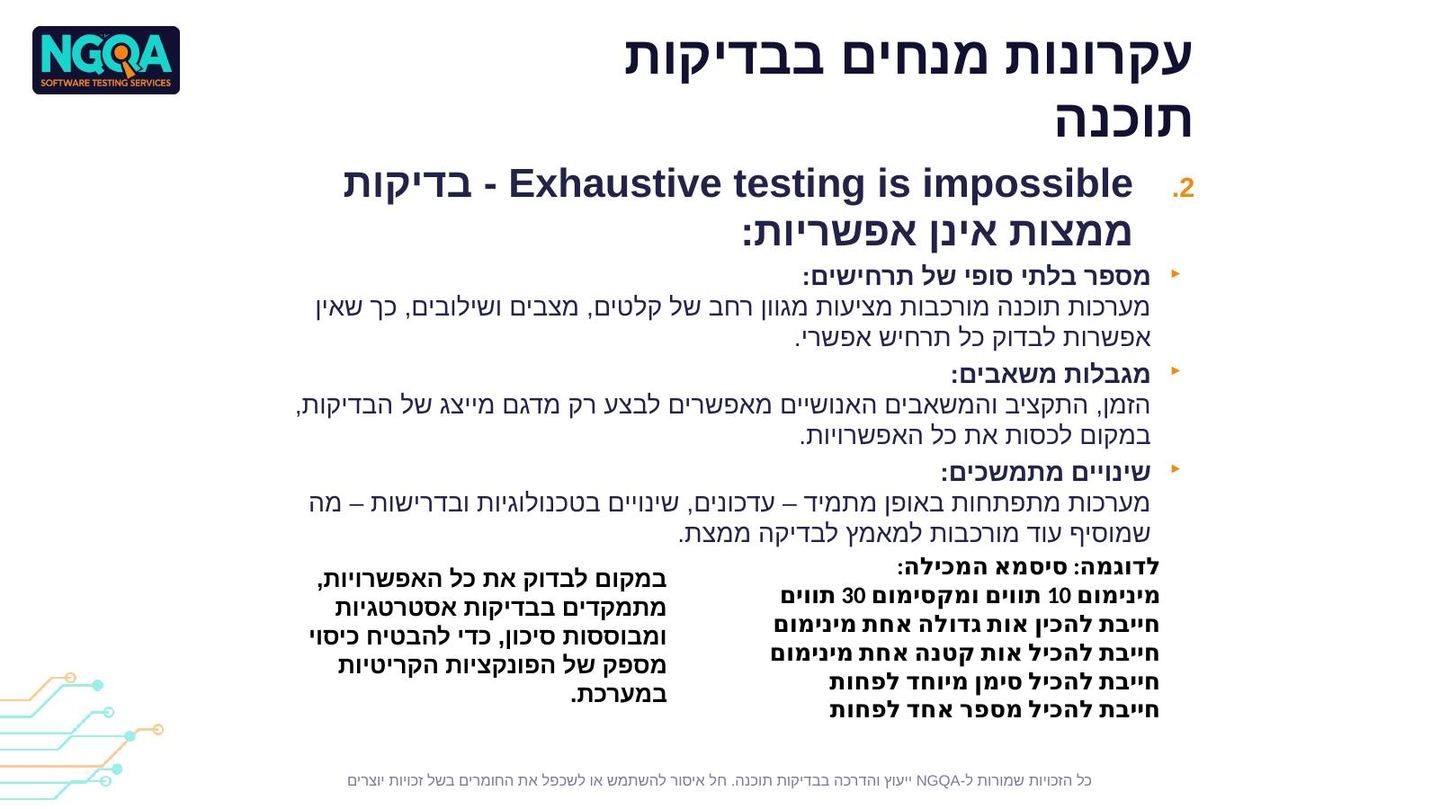 NGQA
SOFTWARE TESTING SERVICES
עקרונות מנחים בבדיקות
תוכנה
2. Exhaustive testing is impossible - בדיקות
ממצות אינן אפשריות:
מספר בלתי סופי של תרחישים:
מערכות תוכנה מורכבות מציעות מגוון רחב של קלטים, מצבים ושילובים, כך שאין
אפשרות לבדוק כל תרחיש אפשרי.
מגבלות משאבים:
הזמן, התקציב והמשאבים האנושיים מאפשרים לבצע רק מדגם מייצג של הבדיקות,
במקום לכסות את כל האפשרויות.
שינויים מתמשכים:
מערכות מתפתחות באופן מתמיד – עדכונים, שינויים בטכנולוגיות ובדרישות – מה
שמוסיף עוד מורכבות למאמץ לבדיקה ממצת.
לדוגמה: סיסמא המכילה:
מינימום 10 תווים ומקסימום 30 תווים
חייבת להכין אות גדולה אחת מינימום
חייבת להכיל אות קטנה אחת מינימום
חייבת להכיל סימן מיוחד לפחות
חייבת להכיל מספר אחד לפחות
במקום לבדוק את כל האפשרויות,
מתמקדים בבדיקות אסטרטגיות
ומבוססות סיכון, כדי להבטיח כיסוי
מספק של הפונקציות הקריטיות
במערכת.
כל הזכויות שמורות ל-NGQA ייעוץ והדרכה בבדיקות תוכנה. חל איסור להשתמש או לשכפל את החומרים בשל זכויות יוצרים